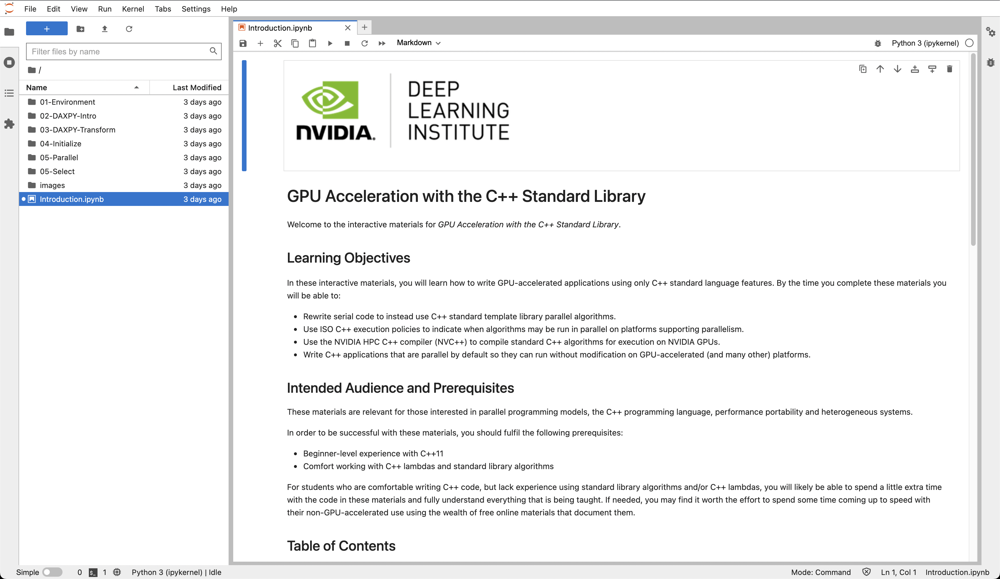 File Edit View Run Kernel Tabs Settings Help
+
Filter files by name
/
Name Last Modified
01-Environment 3 days ago
02-DAXPY-Intro 3 days ago
03-DAXPY-Transform 3 days ago
04-Initialize 3 days ago
05-Parallel 3 days ago
05-Select 3 days ago
images 3 days ago
Introduction.ipynb 3 days ago
Introduction.ipynb
Markdown
Python 3 (ipykernel)
NVIDIA.
DEEP
LEARNING
INSTITUTE
GPU Acceleration with the C++ Standard Library
Welcome to the interactive materials for GPU Acceleration with the C++ Standard Library.
Learning Objectives
In these interactive materials, you will learn how to write GPU-accelerated applications using only C++ standard language features. By the time you complete these materials you
will be able to:
• Rewrite serial code to instead use C++ standard template library parallel algorithms.
• Use ISO C++ execution policies to indicate when algorithms may be run in parallel on platforms supporting parallelism.
• Use the NVIDIA HPC C++ compiler (NVC++) to compile standard C++ algorithms for execution on NVIDIA GPUs.
• Write C++ applications that are parallel by default so they can run without modification on GPU-accelerated (and many other) platforms.
Intended Audience and Prerequisites
These materials are relevant for those interested in parallel programming models, the C++ programming language, performance portability and heterogeneous systems.
In order to be successful with these materials, you should fulfil the following prerequisites:
• Beginner-level experience with C++11
• Comfort working with C++ lambdas and standard library algorithms
For students who are comfortable writing C++ code, but lack experience using standard library algorithms and/or C++ lambdas, you will likely be able to spend a little extra time
with the code in these materials and fully understand everything that is being taught. If needed, you may find it worth the effort to spend some time coming up to speed with
their non-GPU-accelerated use using the wealth of free online materials that document them.
Table of Contents
Simple 0 $_ 1 Python 3 (ipykernel) | Idle
Mode: Command Ln 1, Col 1 Introduction.ipynb